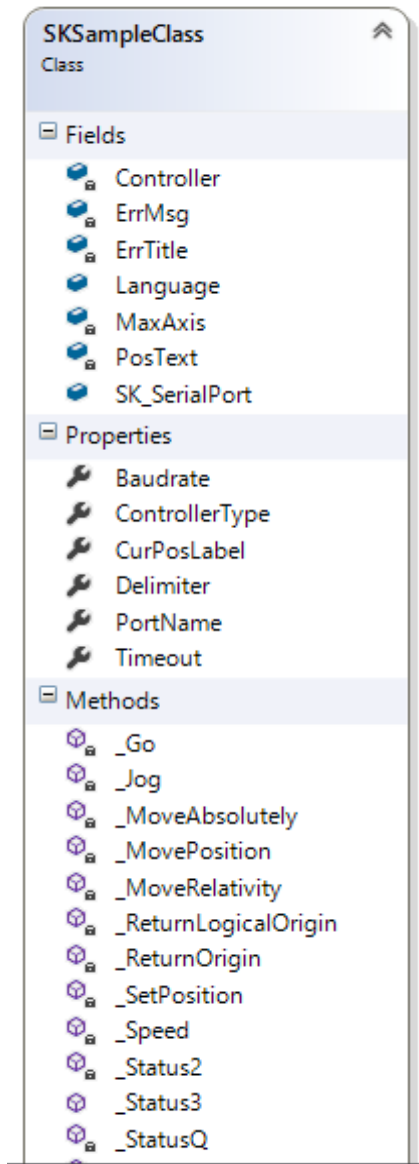 SKSampleClass
Class
Fields
Controller
ErrMsg
ErrTitle
Language
MaxAxis
PosText
SK_SerialPort
Properties
Baudrate
ControllerType
CurPosLabel
Delimiter
PortName
Timeout
Methods
_Go
_Jog
_MoveAbsolutely
_MovePosition
_MoveRelativity
_ReturnLogicalOrigin
_ReturnOrigin
_SetPosition
_Speed
_Status2
_Status3
_StatusQ